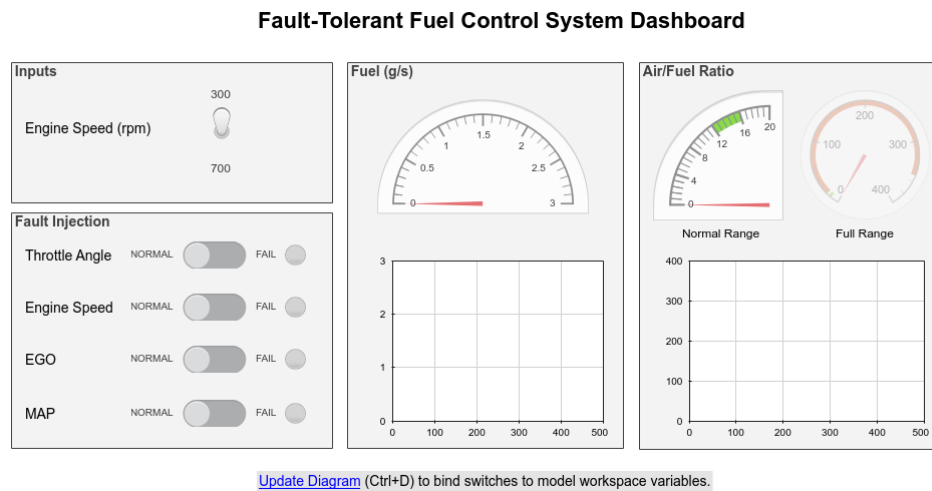 Fault-Tolerant Fuel Control System Dashboard
Inputs
300
Engine Speed (rpm)
700
Fault Injection
Throttle Angle NORMAL FAIL
Engine Speed NORMAL FAIL
EGO NORMAL FAIL
MAP NORMAL FAIL
Fuel (g/s)
0 0.5 1 1.5 2 2.5 3
3
2
1
0
0 100 200 300 400 500
Air/Fuel Ratio
0 4 8 12 16 20
Normal Range
0 100 200 300 400
Full Range
400
300
200
100
0
0 100 200 300 400 500
Update Diagram (Ctrl+D) to bind switches to model workspace variables.